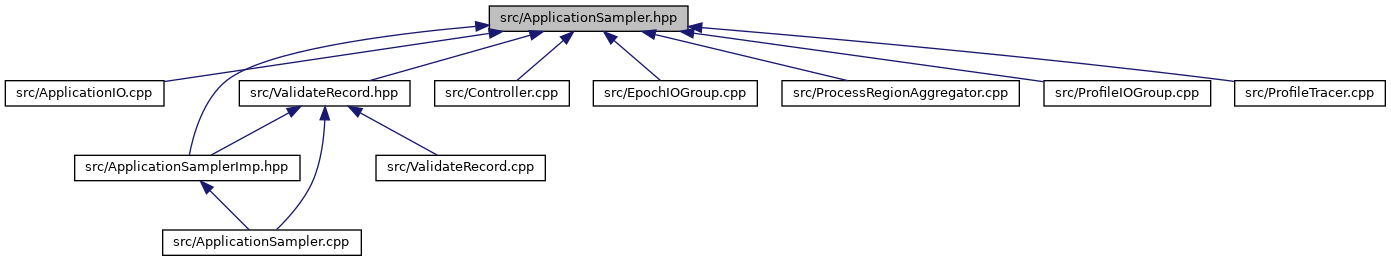 src/ApplicationSampler.hpp
src/ApplicationIO.cpp
src/ValidateRecord.hpp
src/Controller.cpp
src/EpochIOGroup.cpp
src/ProcessRegionAggregator.cpp
src/ProfileIOGroup.cpp
src/ProfileTracer.cpp
src/ApplicationSamplerImp.hpp
src/ValidateRecord.cpp
src/ApplicationSampler.cpp